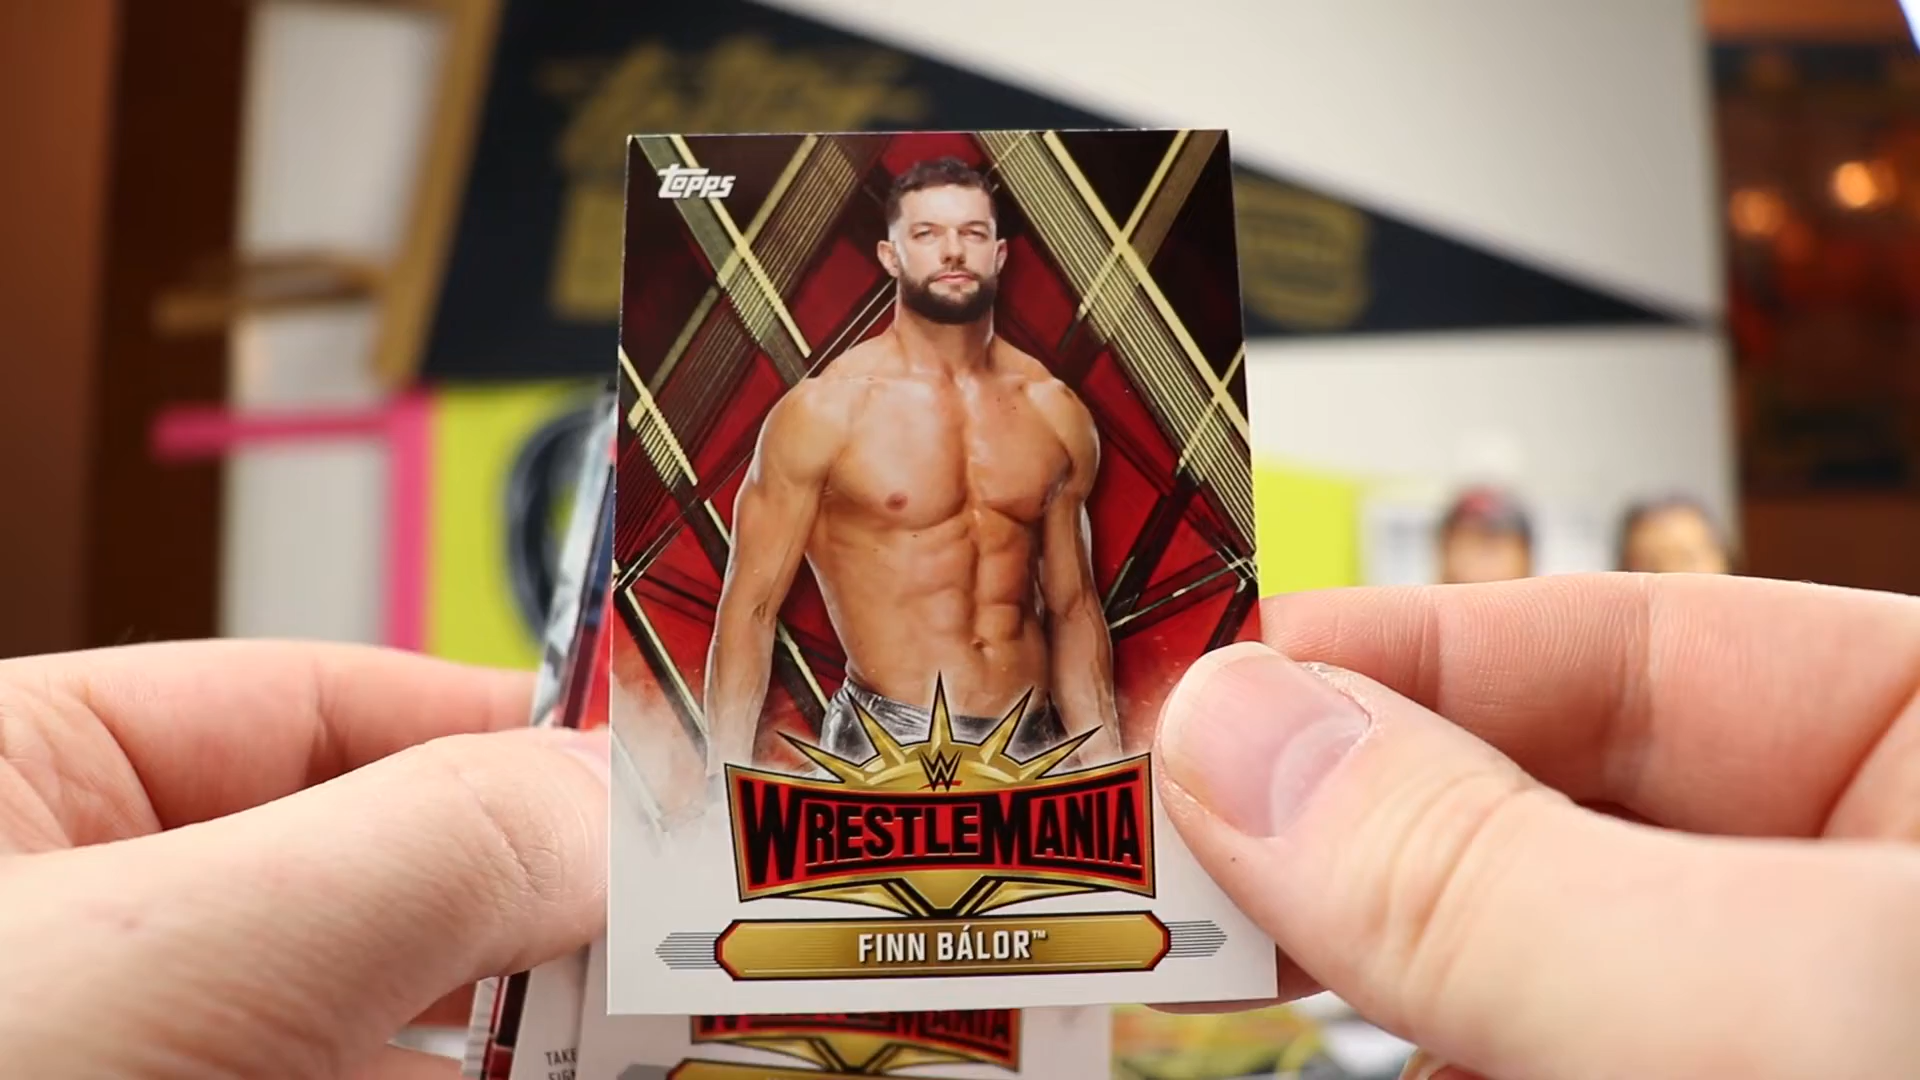 topps
W
WRESTLEMANIA
FINN BÁLOR™
WRESTLEMANIA
TAKE
SIGN